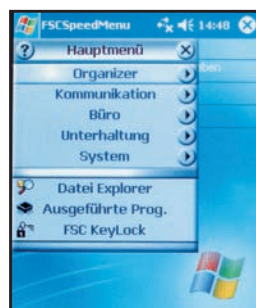 FSCSpeedMenu 14:48
? Hauptmenü
Organizer
Kommunikation
Büro
Unterhaltung
System
Datei Explorer
Ausgeführte Prog.
FSC KeyLock